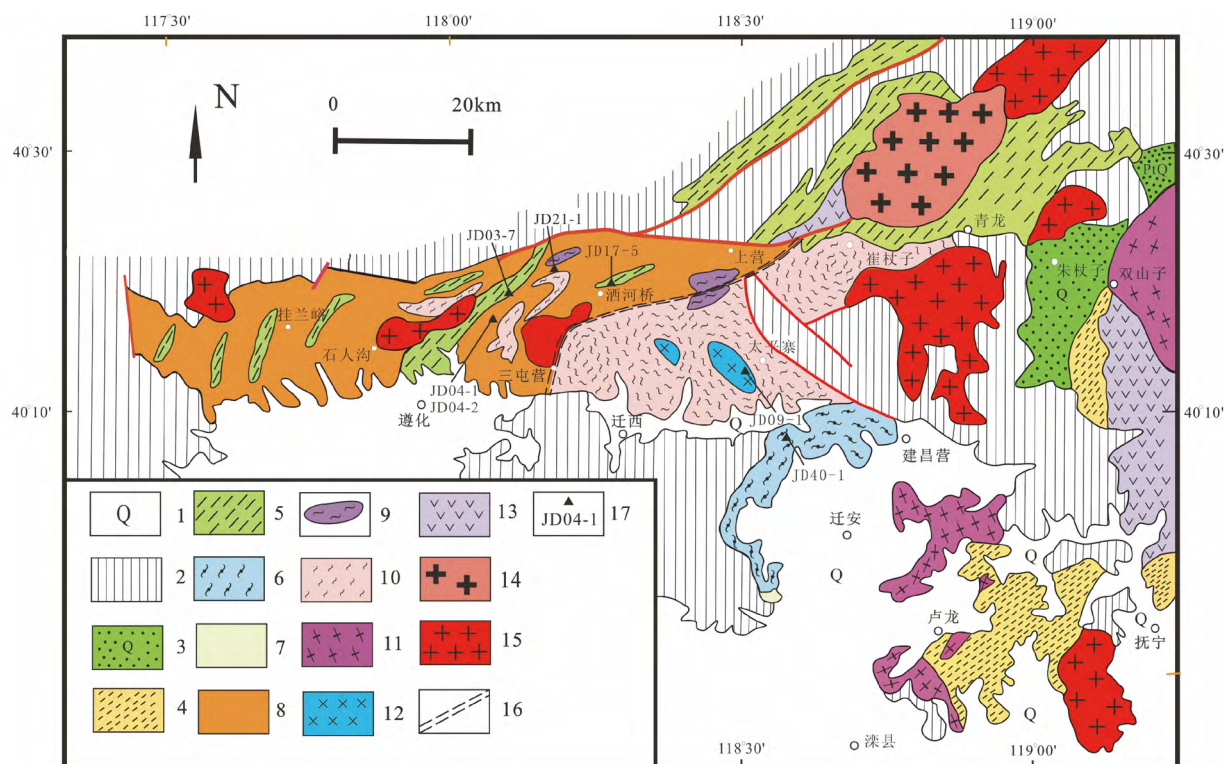 117°30'
118°00'
118°30'
119°00'
N
0
20km
40°30'
40°30'
PtQ
JD21-1
JD03-7
JD17-5
青龙
上营
崔杖子
朱杖子
双山子
Q
洒河桥
挂兰峪
石人沟
太平寨
三屯营
JD04-1
JD04-2
40°10'
40°10'
遵化
迁西
Q
JD09-1
建昌营
JD40-1
Q
1
5
9
13
JD04-1
17
迁安
2
6
10
14
Q
Q
Q
3
7
11
15
卢龙
Q
抚宁
4
8
12
16
Q
滦县
118°30'
119°00'